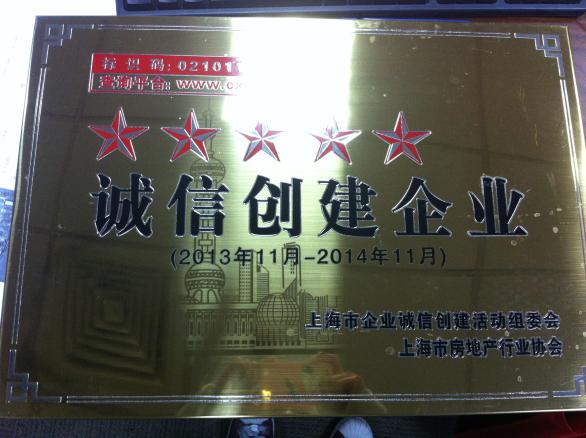 标识码:02101
查询平台:www.cx
诚信创建企业
(2013年11月-2014年11月)
上海市企业诚信创建活动组委会
上海市房地产行业协会